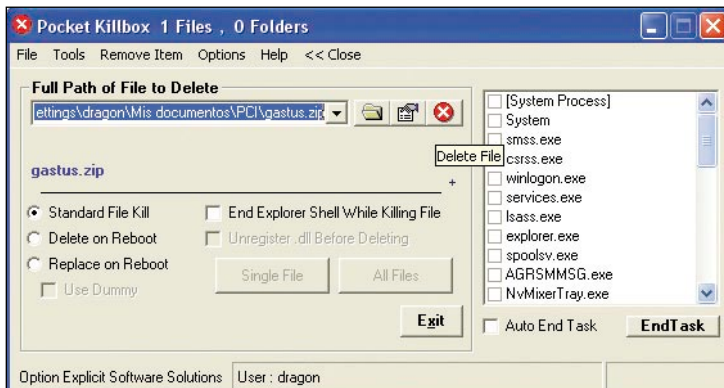 Pocket Killbox 1 Files , 0 Folders
File Tools Remove Item Options Help << Close
Full Path of File to Delete
ettings\dragon\Mis documentos\PCI\gastus.zip
Delete File
gastus.zip
+
Standard File Kill
Delete on Reboot
Replace on Reboot
Use Dummy
End Explorer Shell While Killing File
Unregister .dll Before Deleting
Single File
All Files
Exit
[System Process]
System
smss.exe
csrss.exe
winlogon.exe
services.exe
lsass.exe
explorer.exe
spoolsv.exe
AGRSMMSG.exe
NvMixerTray.exe
Auto End Task
EndTask
Option Explicit Software Solutions
User : dragon